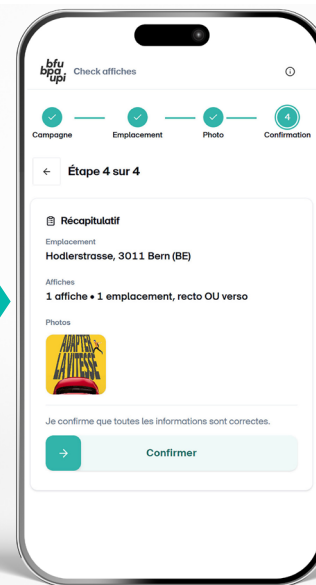 bfu
bpa
upi
Check affiches
4
Campagne
Emplacement
Photo
Confirmation
Étape 4 sur 4
Récapitulatif
Emplacement
Hodlerstrasse, 3011 Bern (BE)
Affiches
1 affiche • 1 emplacement, recto OU verso
Photos
ADAPTER
LA VITESSE
Je confirme que toutes les informations sont correctes.
Confirmer